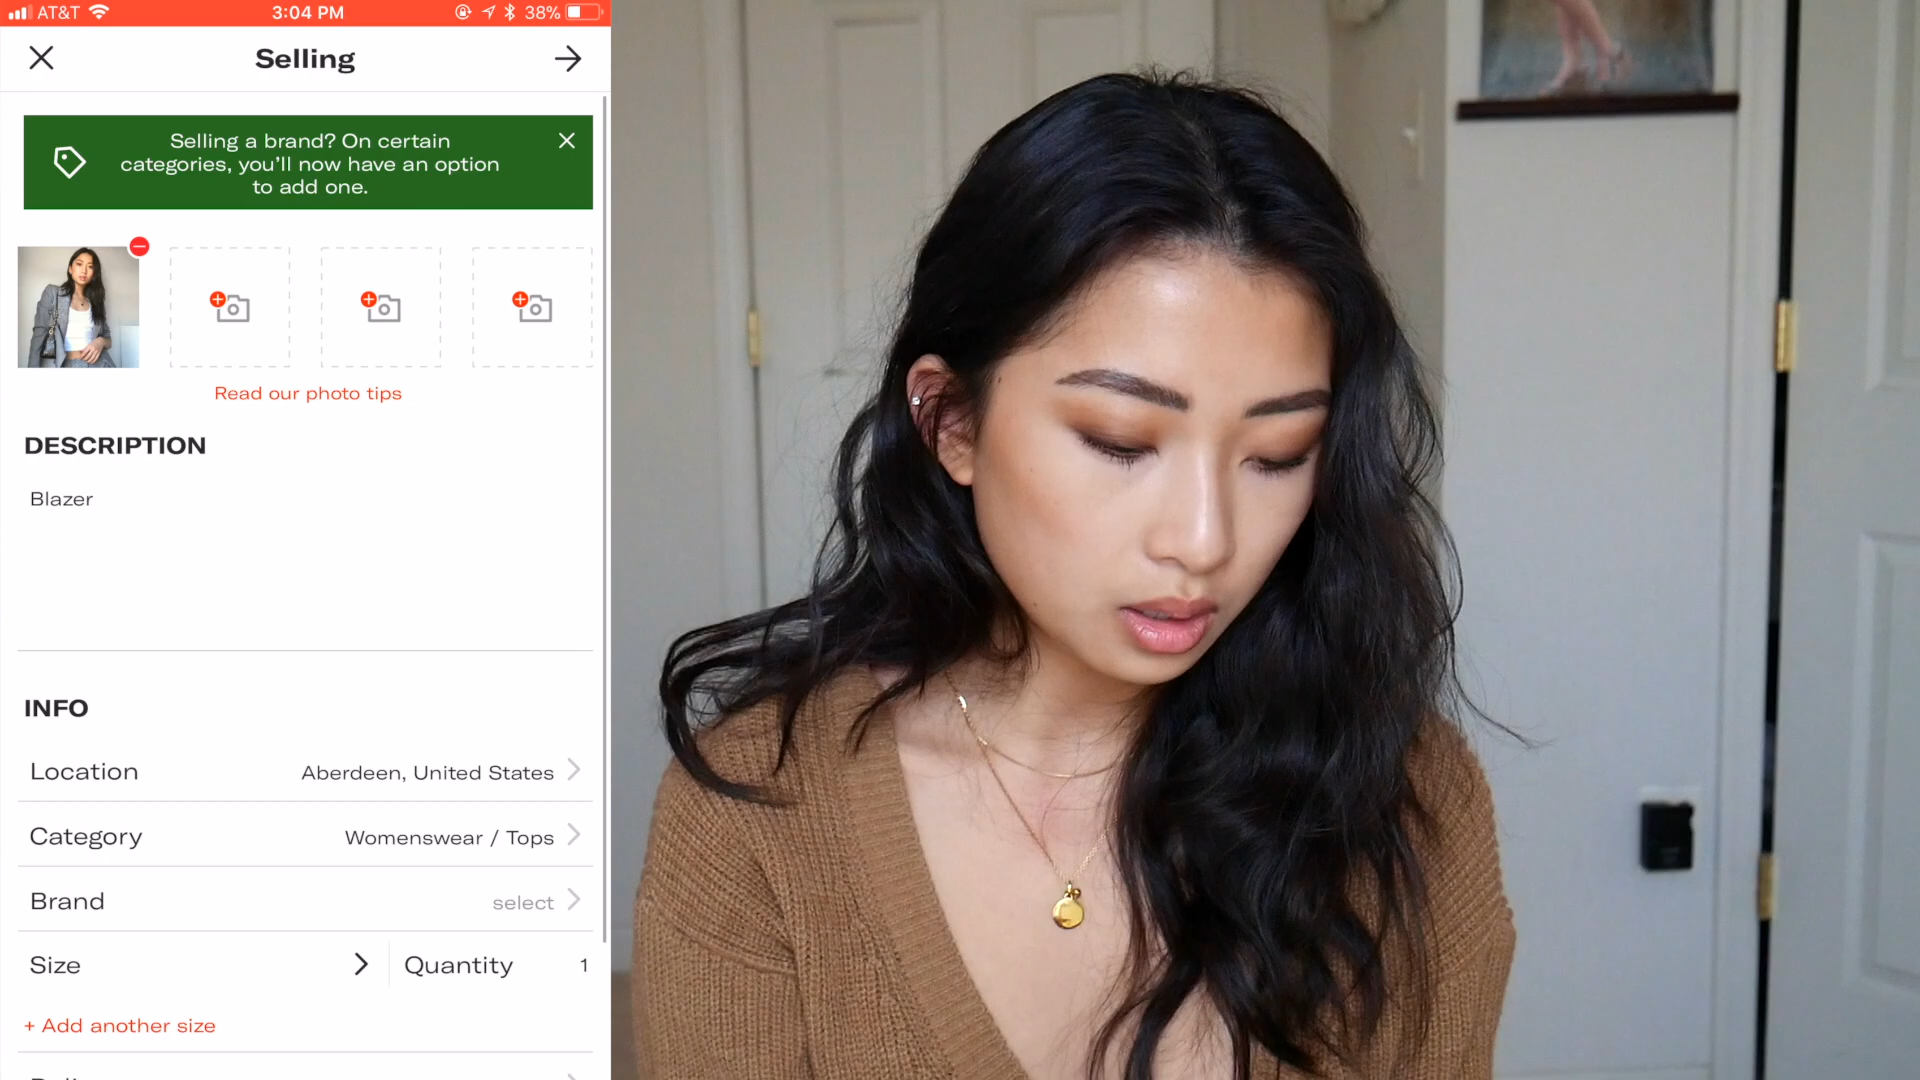 AT&T
3:04 PM
38%
Selling
Selling a brand? On certain
categories, you'll now have an option
to add one.
Read our photo tips
DESCRIPTION
Blazer
INFO
Location
Aberdeen, United States
Category
Womenswear / Tops
Brand
select
Size
Quantity
1
+ Add another size